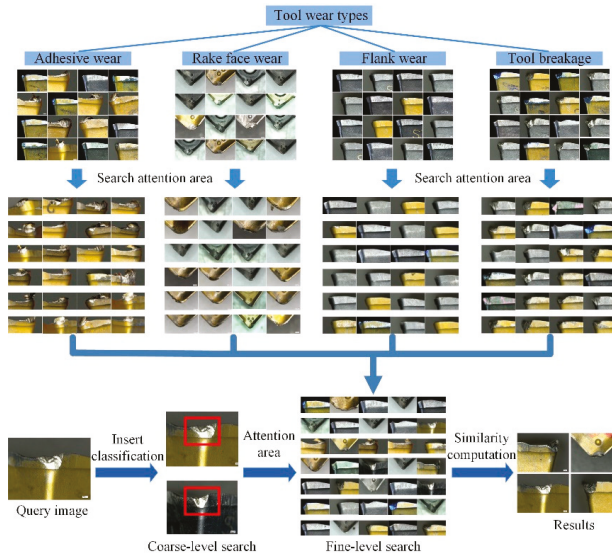 Tool wear types
Adhesive wear
Rake face wear
Flank wear
Tool breakage
Search attention area
Search attention area
Insert
classification
Attention
area
Similarity
computation
Query image
Coarse-level search
Fine-level search
Results